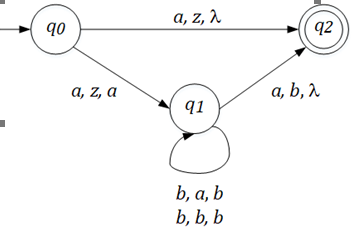 a, z, λ
q0
q2
a, z, a
q1
a, b, λ
b, a, b
b, b, b